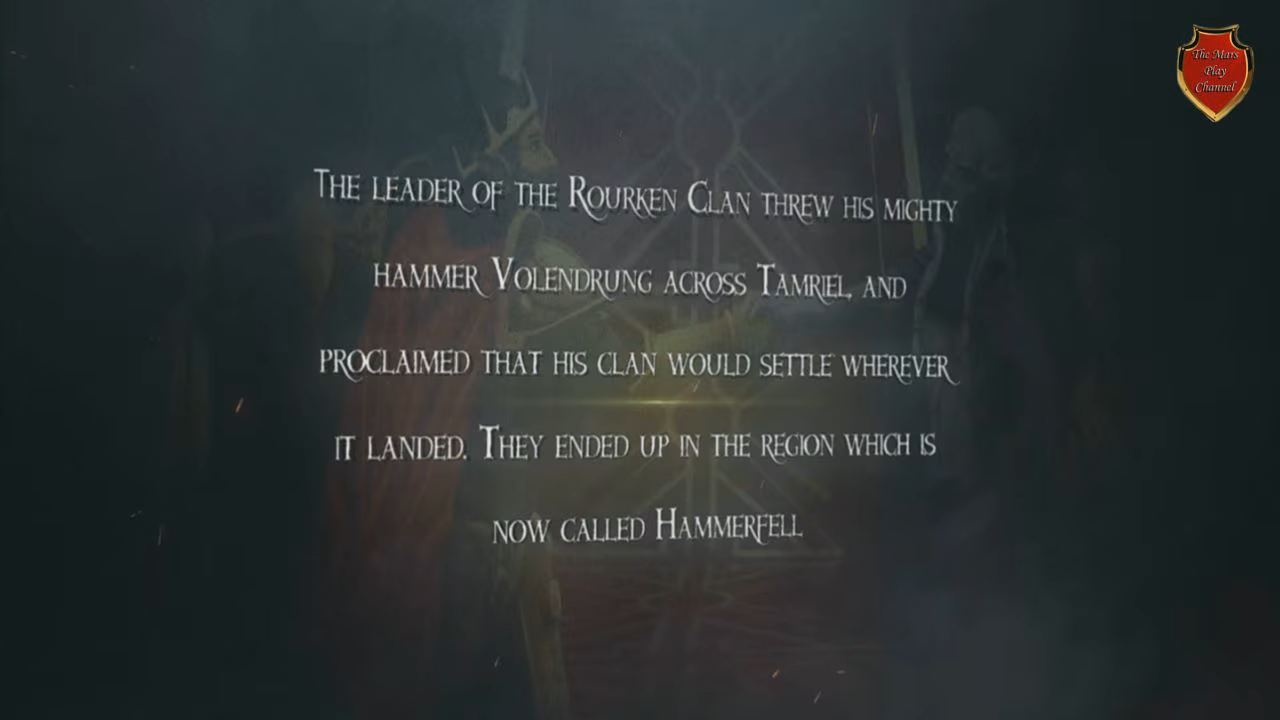 The Mars
Play
Channel
The leader of the Rourken Clan threw his mighty
hammer Volendrung across Tamriel, and
proclaimed that his clan would settle wherever
it landed. They ended up in the region which is
now called Hammerfell